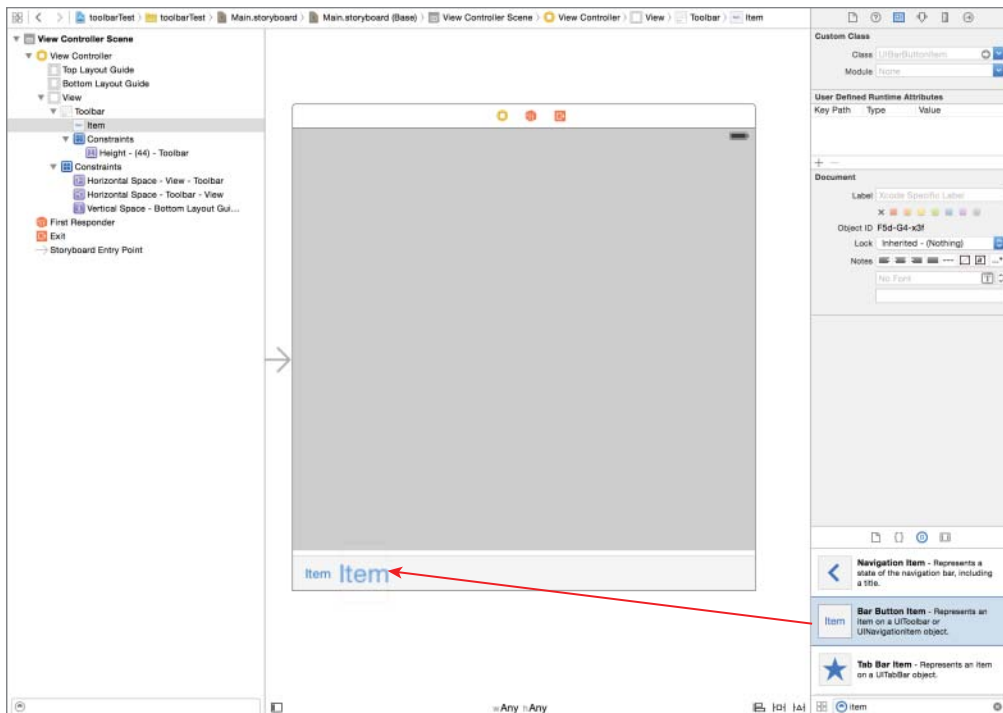 toolbarTest
toolbarTest
Main.storyboard
Main.storyboard (Base)
View Controller Scene
View Controller
View
Toolbar
Item
View Controller Scene
View Controller
Top Layout Guide
Bottom Layout Guide
View
Toolbar
Item
Constraints
Height - (44) - Toolbar
Constraints
Horizontal Space - View - Toolbar
Horizontal Space - Toolbar - View
Vertical Space - Bottom Layout Gui...
First Responder
Exit
Storyboard Entry Point
Item Item
wAny hAny
Custom Class
Class UIBarButtonItem
Module None
User Defined Runtime Attributes
Key Path Type Value
Document
Label Xcode Specific Label
Object ID F5d-G4-x3f
Lock Inherited - (Nothing)
Notes
No Font
Navigation Item - Represents a
state of the navigation bar, including
a title.
Item
Bar Button Item - Represents an
item on a UIToolbar or
UINavigationItem object.
Tab Bar Item - Represents an item
on a UITabBar object.
item